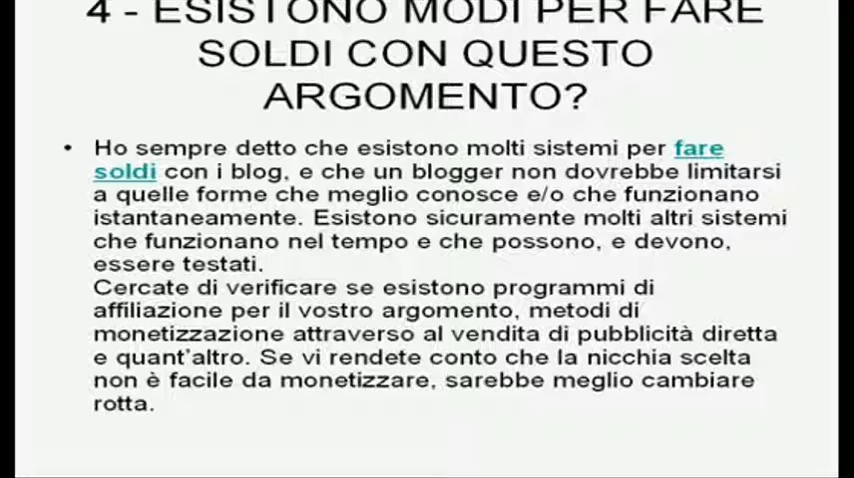 4 - ESISTONO MODI PER FARE
SOLDI CON QUESTO
ARGOMENTO?
• Ho sempre detto che esistono molti sistemi per fare
soldi con i blog, e che un blogger non dovrebbe limitarsi
a quelle forme che meglio conosce e/o che funzionano
istantaneamente. Esistono sicuramente molti altri sistemi
che funzionano nel tempo e che possono, e devono,
essere testati.
Cercate di verificare se esistono programmi di
affiliazione per il vostro argomento, metodi di
monetizzazione attraverso al vendita di pubblicità diretta
e quant'altro. Se vi rendete conto che la nicchia scelta
non è facile da monetizzare, sarebbe meglio cambiare
rotta.